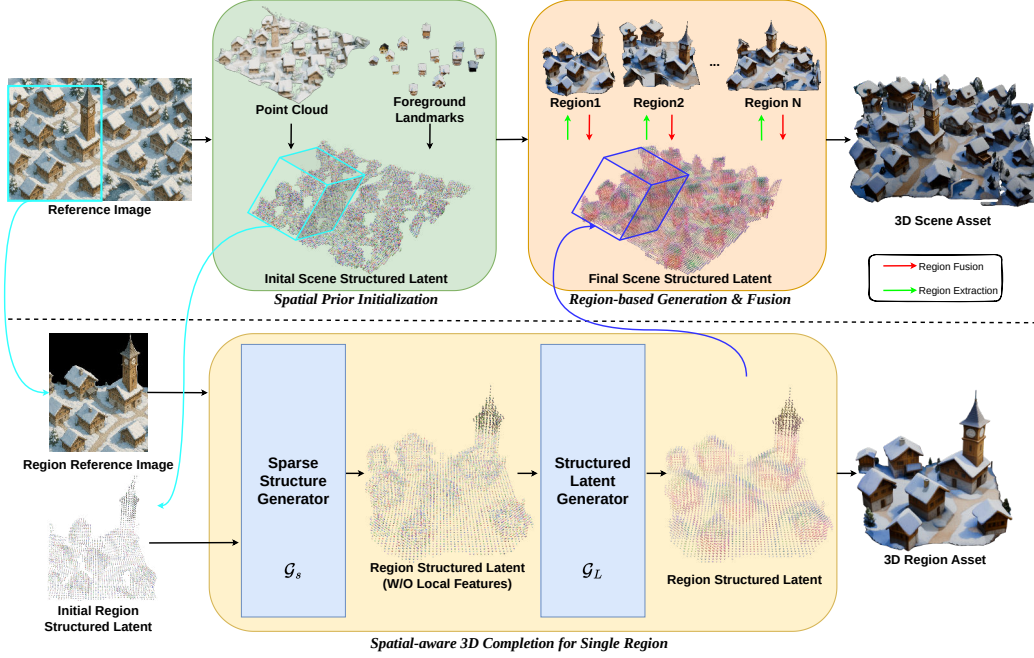 Point Cloud
Foreground
Landmarks
Region1
Region2
...
Region N
Reference Image
Inital Scene Structured Latent
Spatial Prior Initialization
Final Scene Structured Latent
Region-based Generation & Fusion
3D Scene Asset
Region Fusion
Region Extraction
Region Reference Image
Initial Region
Structured Latent
Sparse
Structure
Generator
𝒢ₛ
Region Structured Latent
(W/O Local Features)
Structured
Latent
Generator
𝒢_L
Region Structured Latent
3D Region Asset
Spatial-aware 3D Completion for Single Region